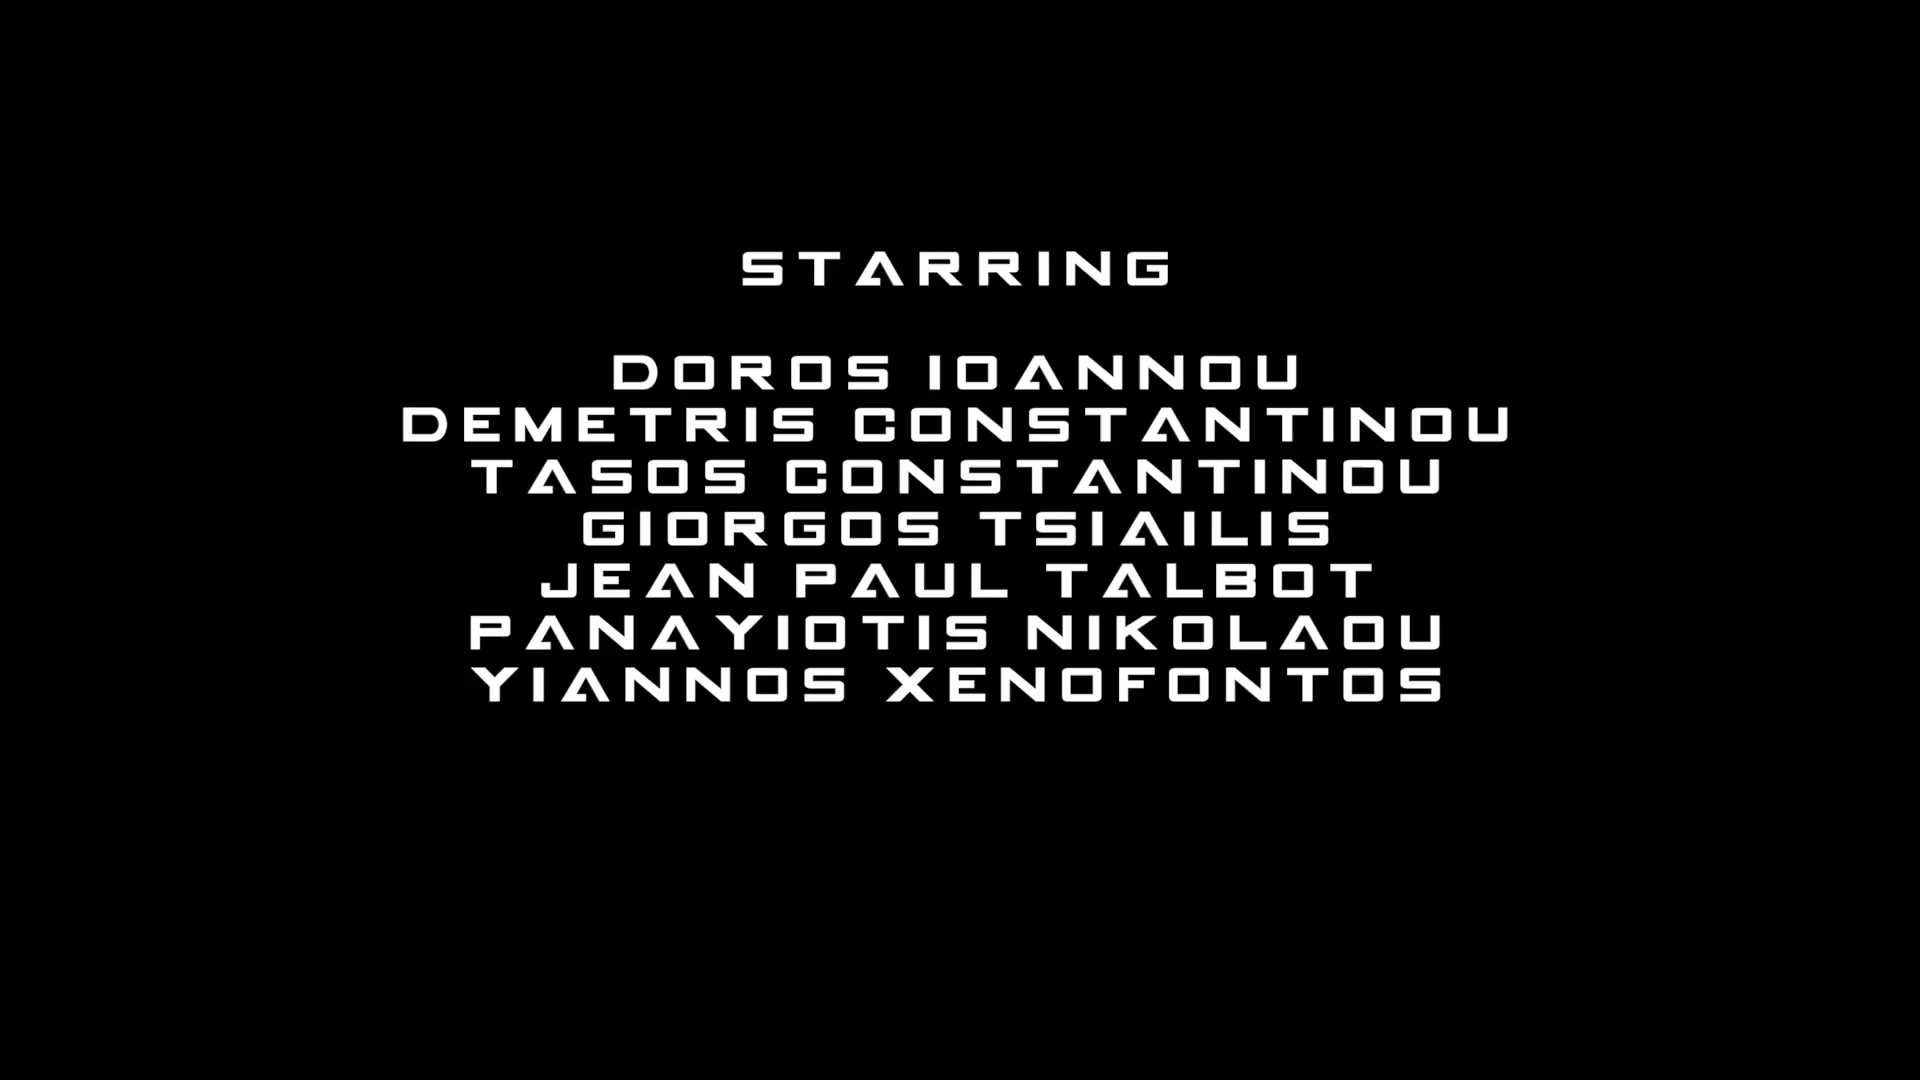 STARRING
DOROS IOANNOU
DEMETRIS CONSTANTINOU
TASOS CONSTANTINOU
GIORGOS TSIAILIS
JEAN PAUL TALBOT
PANAYIOTIS NIKOLAOU
YIANNOS XENOFONTOS